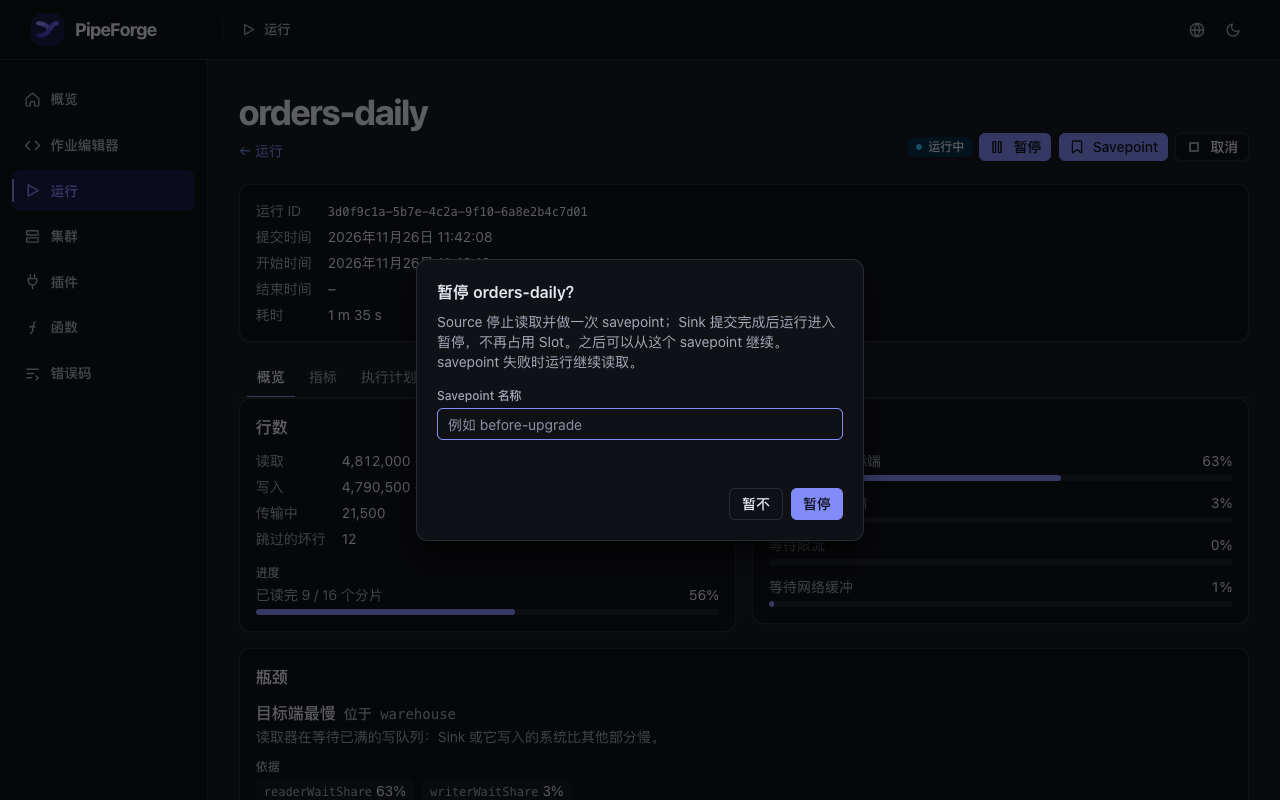 PipeForge
运行
概览
作业编辑器
运行
集群
插件
函数
错误码
orders-daily
← 运行
运行中
暂停
Savepoint
取消
运行 ID 3d0f9c1a-5b7e-4c2a-9f10-6a8e2b4c7d01
提交时间 2026年11月26日 11:42:08
开始时间 2026年11月26
结束时间 –
耗时 1 m 35 s
暂停 orders-daily?
Source 停止读取并做一次 savepoint；Sink 提交完成后运行进入
暂停，不再占用 Slot。之后可以从这个 savepoint 继续。
savepoint 失败时运行继续读取。
Savepoint 名称
例如 before-upgrade
暂不
暂停
概览 指标 执行计划
行数
读取 4,812,000
写入 4,790,500
传输中 21,500
跳过的坏行 12
进度
已读完 9 / 16 个分片 56%
标端 63%
3%
等待限流 0%
等待网络缓冲 1%
瓶颈
目标端最慢 位于 warehouse
读取器在等待已满的写队列：Sink 或它写入的系统比其他部分慢。
依据
readerWaitShare 63% writerWaitShare 3%